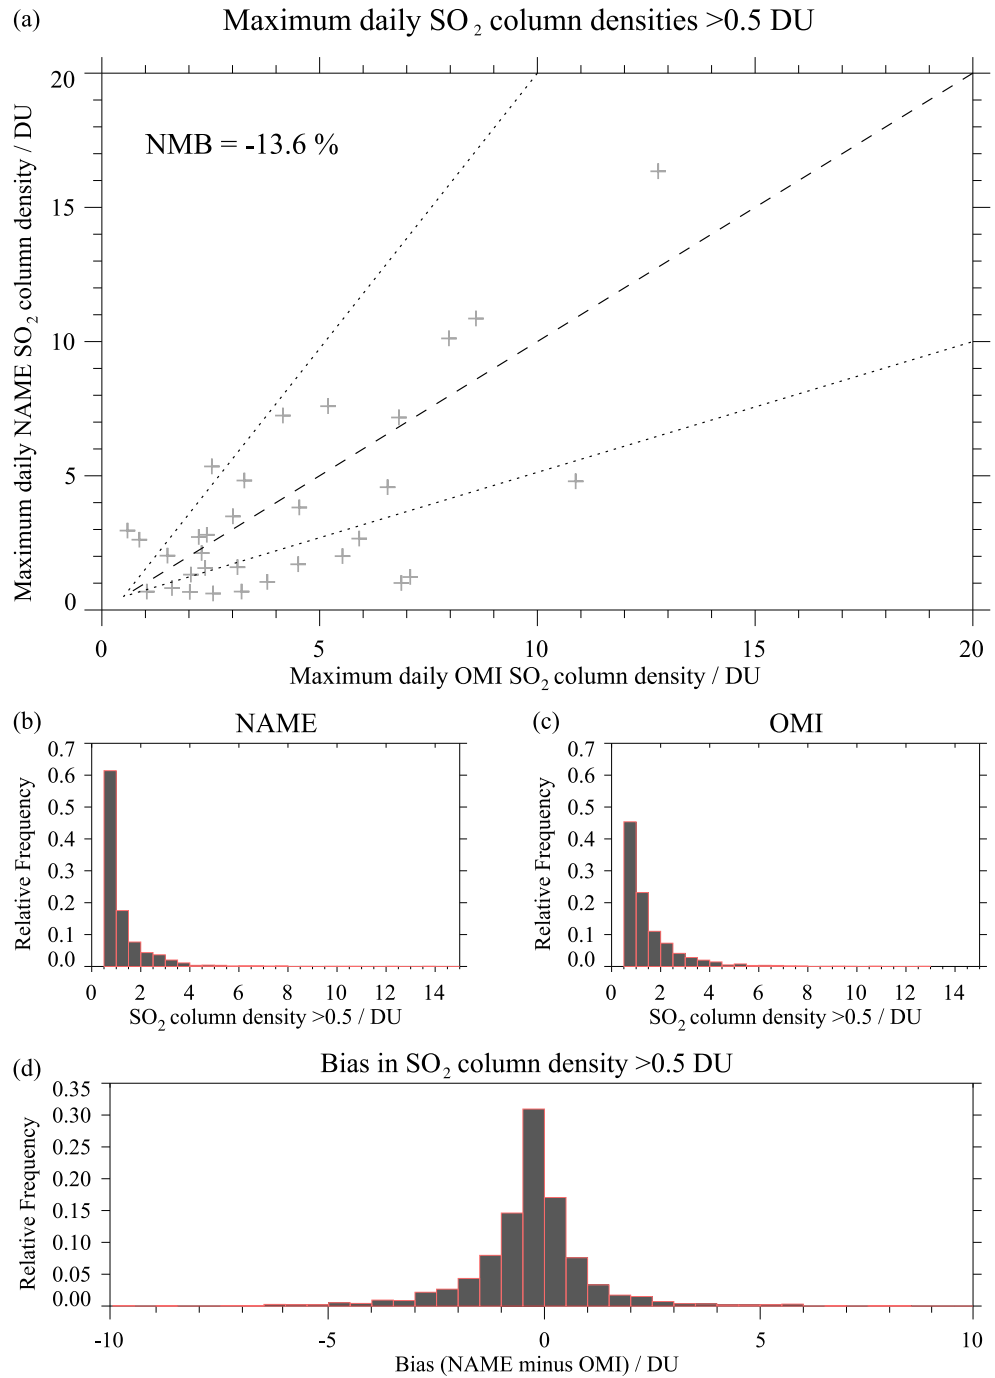 (a)
Maximum daily SO₂ column densities >0.5 DU
Maximum daily NAME SO₂ column density / DU
20
15
10
5
0
NMB = -13.6 %
0 5 10 15 20
Maximum daily OMI SO₂ column density / DU
(b)
NAME
Relative Frequency
0.7
0.6
0.5
0.4
0.3
0.2
0.1
0.0
0 2 4 6 8 10 12 14
SO₂ column density >0.5 / DU
(c)
OMI
Relative Frequency
0.7
0.6
0.5
0.4
0.3
0.2
0.1
0.0
0 2 4 6 8 10 12 14
SO₂ column density >0.5 / DU
(d)
Bias in SO₂ column density >0.5 DU
Relative Frequency
0.35
0.30
0.25
0.20
0.15
0.10
0.05
0.00
-10 -5 0 5 10
Bias (NAME minus OMI) / DU